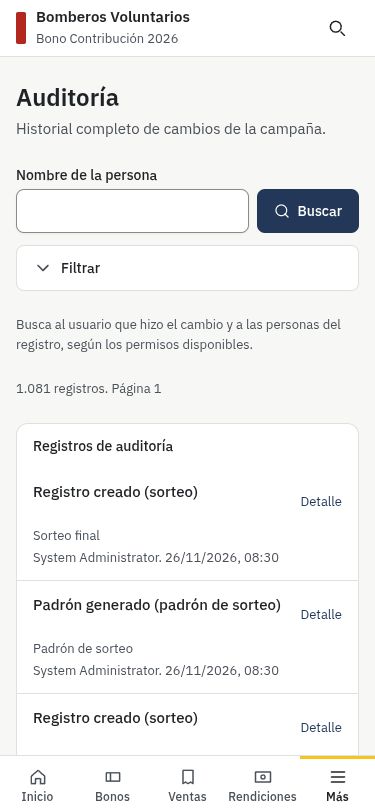 Bomberos Voluntarios
Bono Contribución 2026
Auditoría
Historial completo de cambios de la campaña.
Nombre de la persona
Buscar
Filtrar
Busca al usuario que hizo el cambio y a las personas del
registro, según los permisos disponibles.
1.081 registros. Página 1
Registros de auditoría
Registro creado (sorteo)
Detalle
Sorteo final
System Administrator. 26/11/2026, 08:30
Padrón generado (padrón de sorteo)
Detalle
Padrón de sorteo
System Administrator. 26/11/2026, 08:30
Registro creado (sorteo)
Detalle
Inicio
Bonos
Ventas
Rendiciones
Más